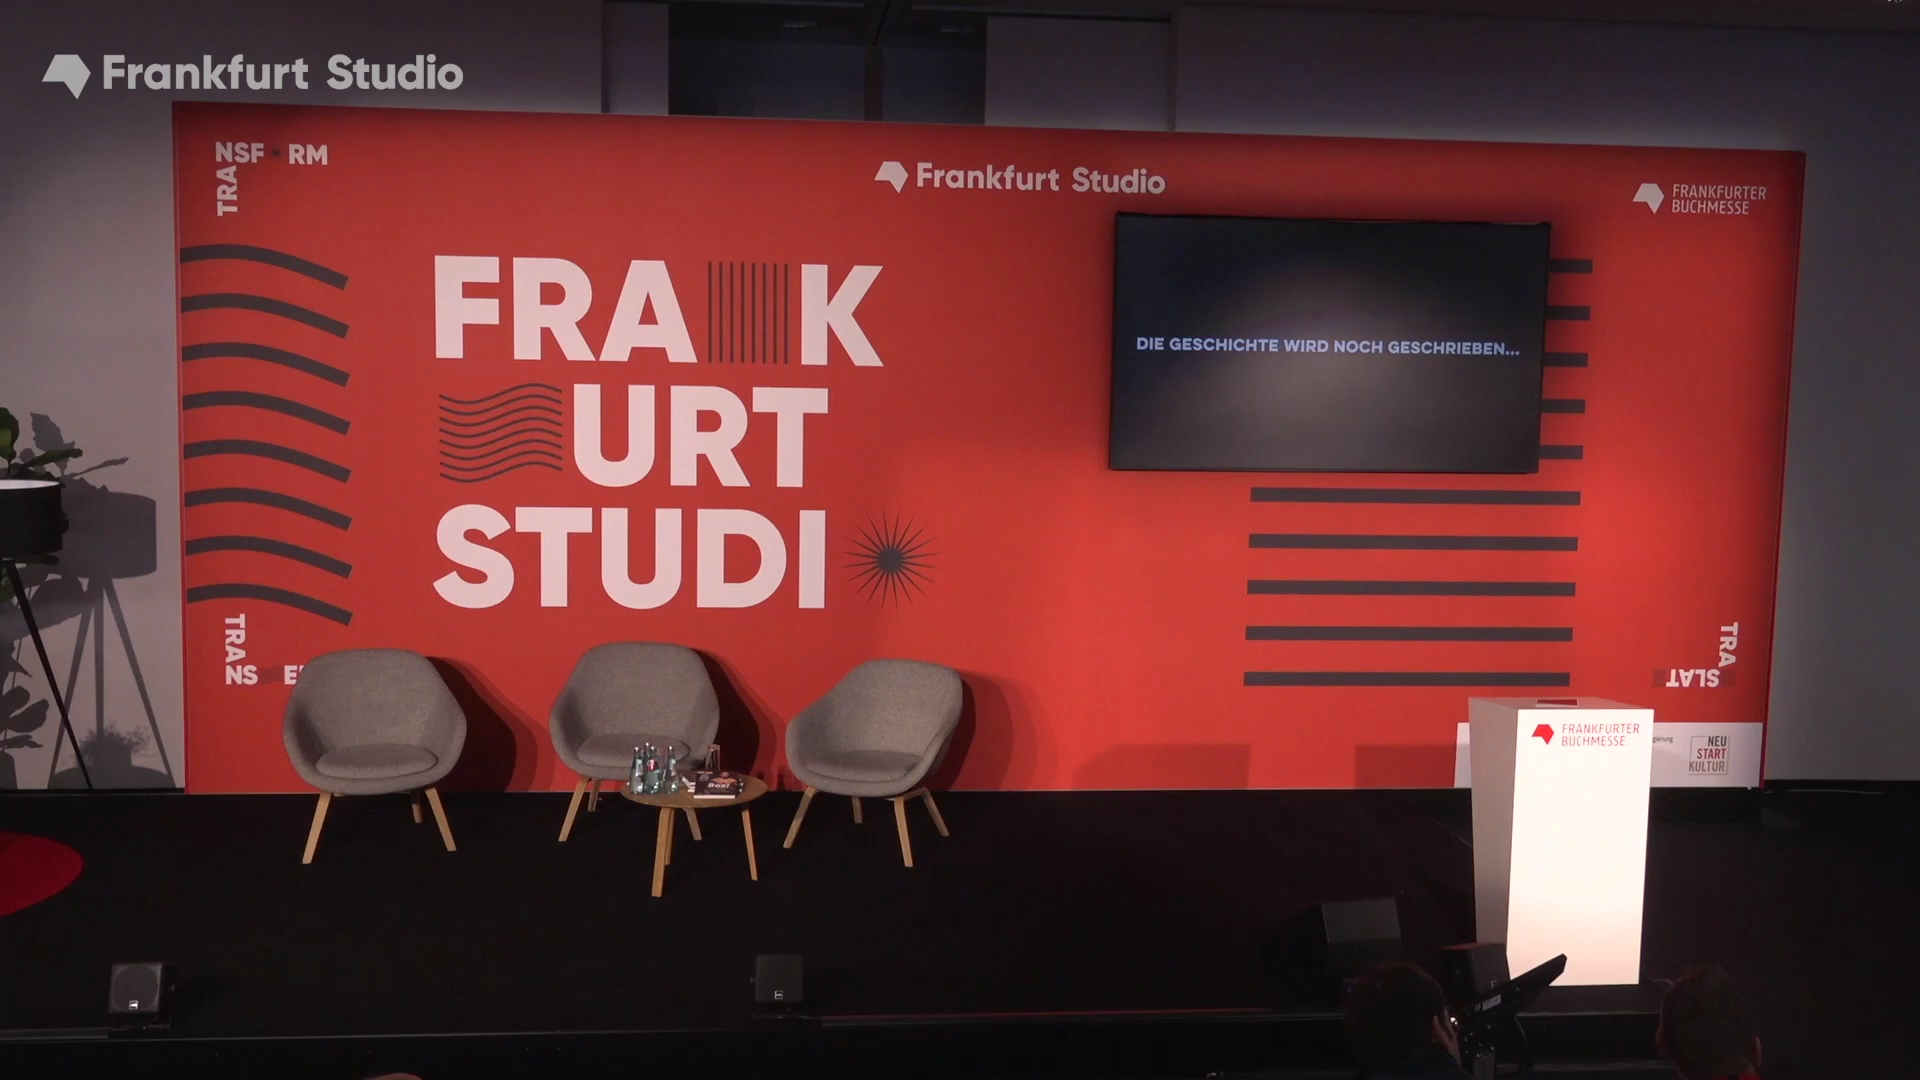 Frankfurt Studio
NSF RM
TRA
Frankfurt Studio
FRANKFURTER
BUCHMESSE
FRA K
URT
STUDI
DIE GESCHICHTE WIRD NOCH GESCHRIEBEN...
TRA
NS
TRA
SLAT
FRANKFURTER
BUCHMESSE
NEU
START
KULTUR